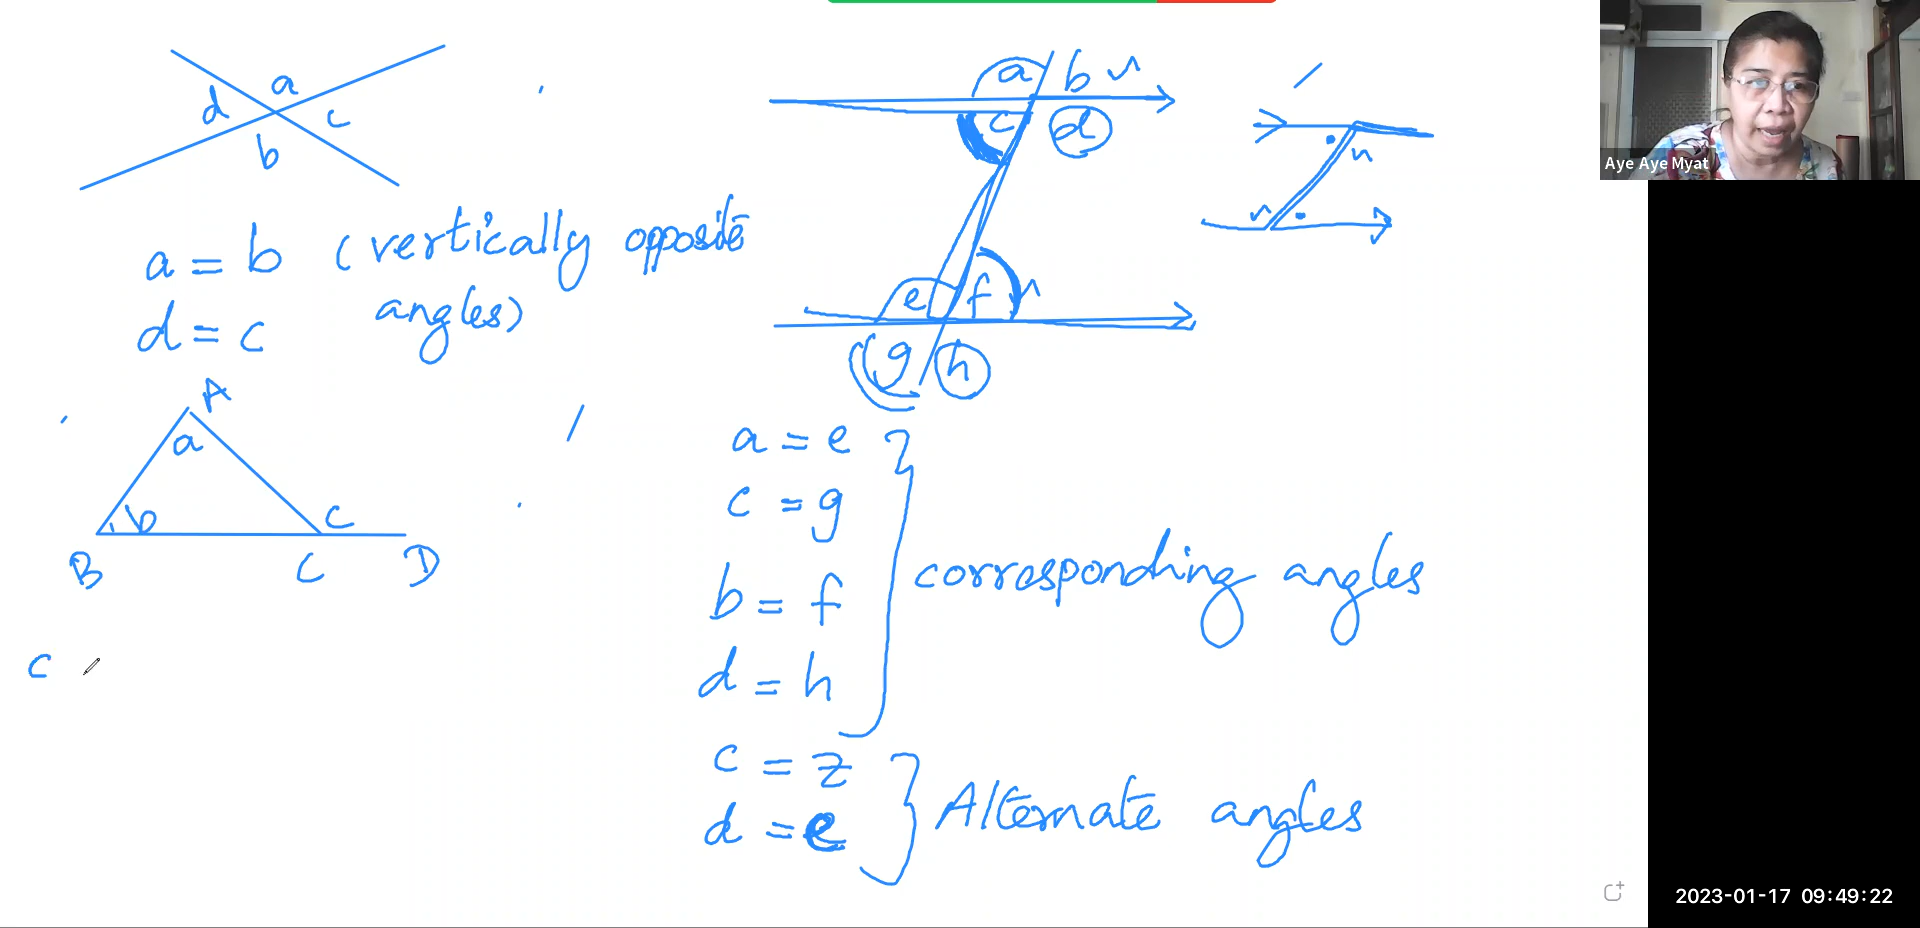 a
d
c
b
a = b (vertically opposite
angles)
d = c
A
a
b
c
B
C
D
c
a
b
c
d
e
f
g
h
a = e
c = g
b = f
d = h
corresponding angles
c = z
d = e
Alternate angles
Aye Aye Myat
2023-01-17 09:49:22